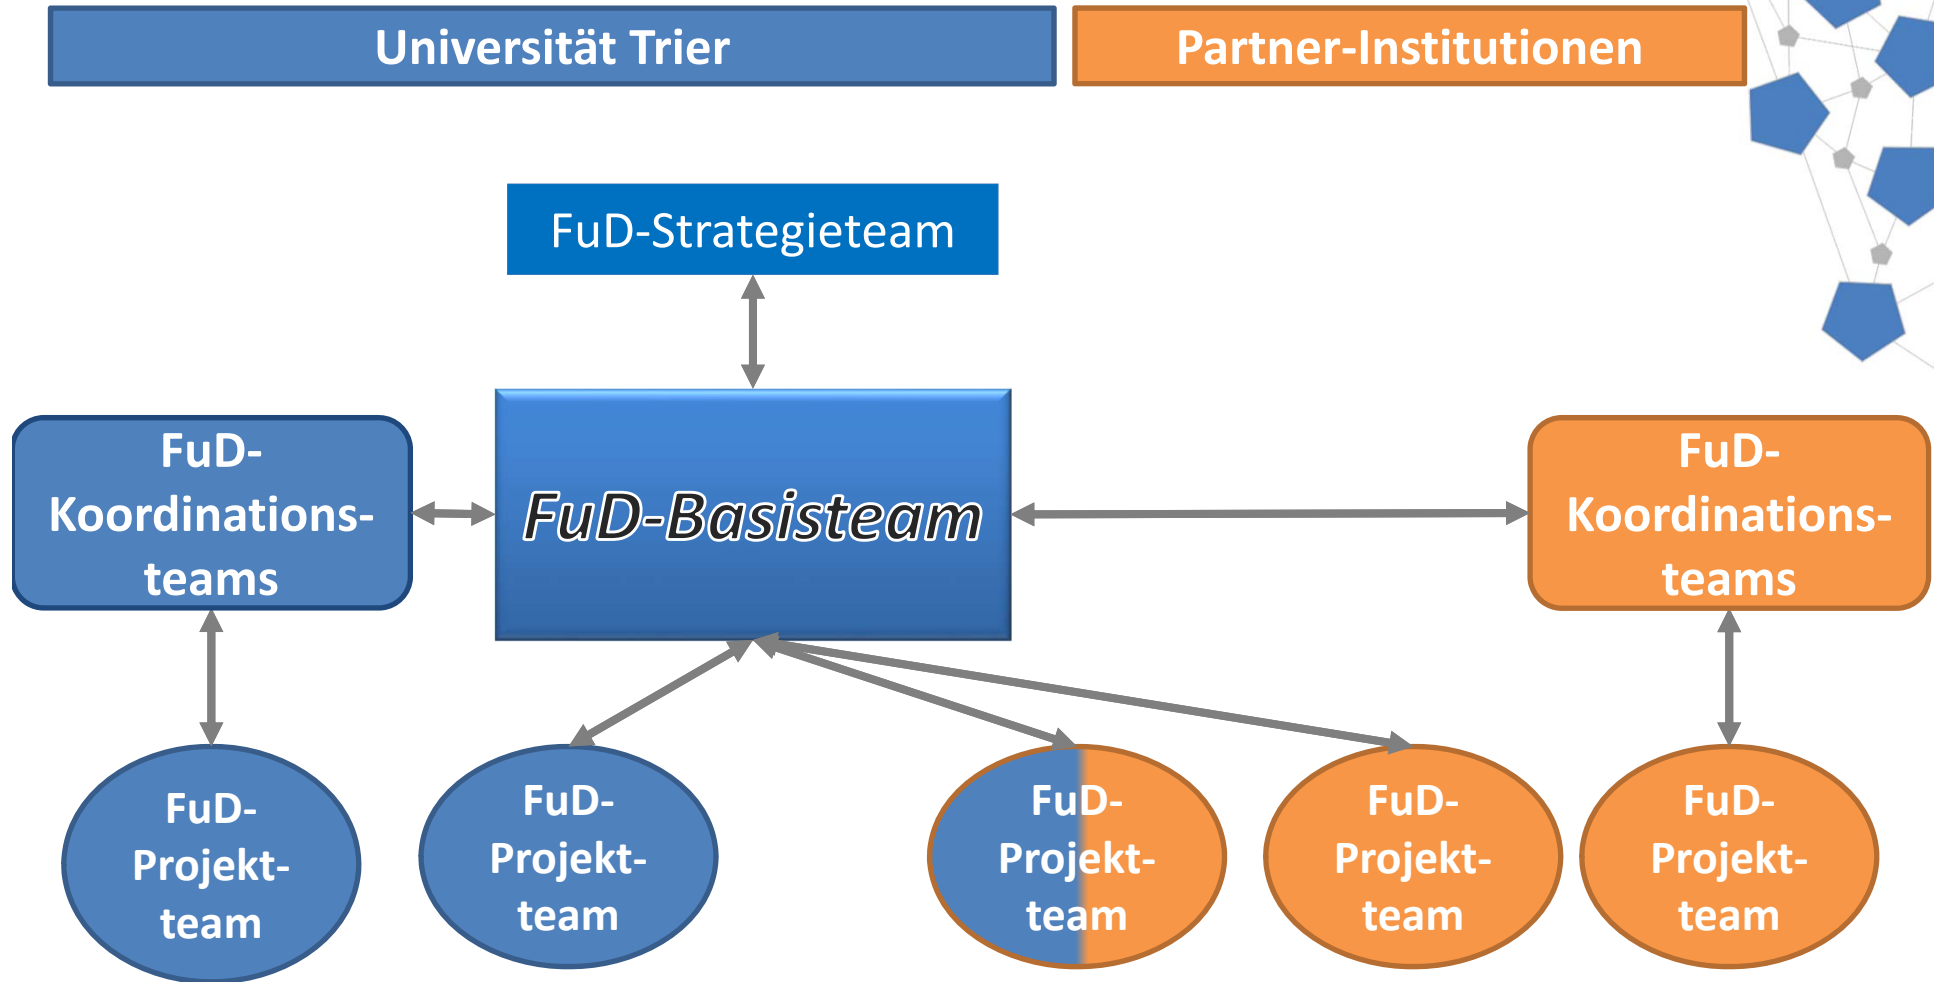 Universität Trier
Partner-Institutionen
FuD-Strategieteam
FuD-
Koordinations-
teams
FuD-Basisteam
FuD-
Koordinations-
teams
FuD-
Projekt-
team
FuD-
Projekt-
team
FuD-
Projekt-
team
FuD-
Projekt-
team
FuD-
Projekt-
team